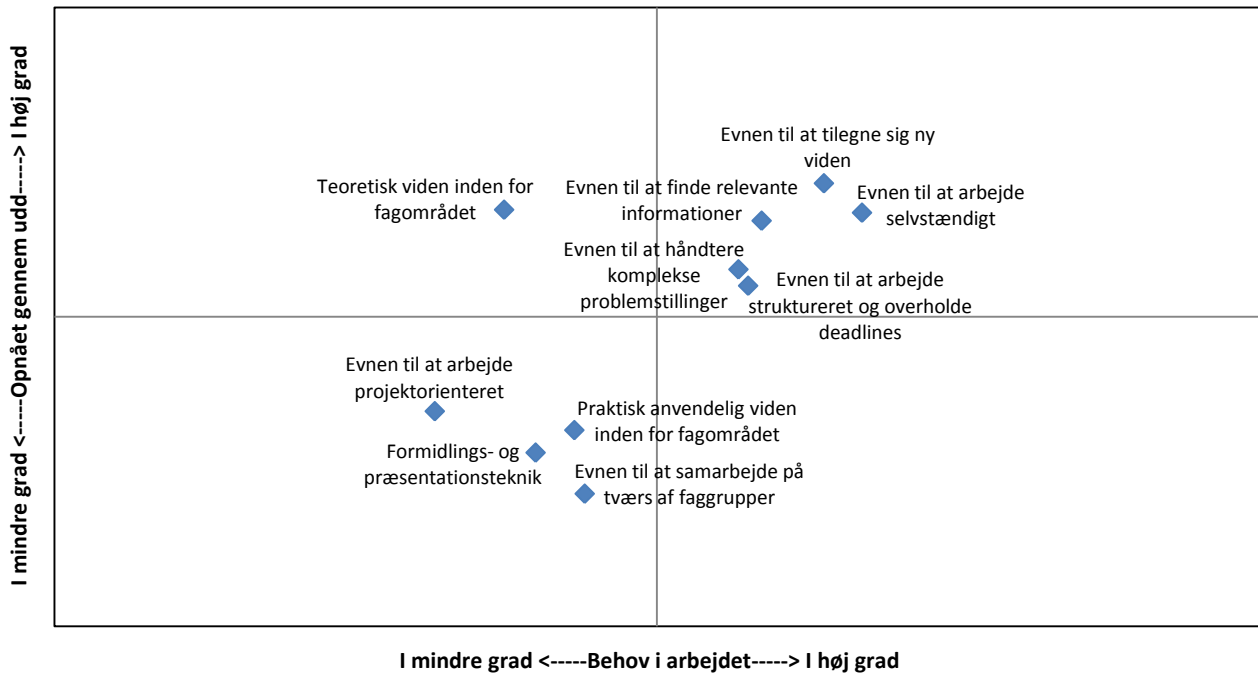 I mindre grad <-----Opnået gennem udd-----> I høj grad
Evnen til at tilegne sig ny
viden
Teoretisk viden inden for
fagområdet
Evnen til at finde relevante
informationer
Evnen til at arbejde
selvstændigt
Evnen til at håndtere
komplekse
problemstillinger
Evnen til at arbejde
struktureret og overholde
deadlines
Evnen til at arbejde
projektorienteret
Praktisk anvendelig viden
inden for fagområdet
Formidlings- og
præsentationsteknik
Evnen til at samarbejde på
tværs af faggrupper
I mindre grad <-----Behov i arbejdet-----> I høj grad